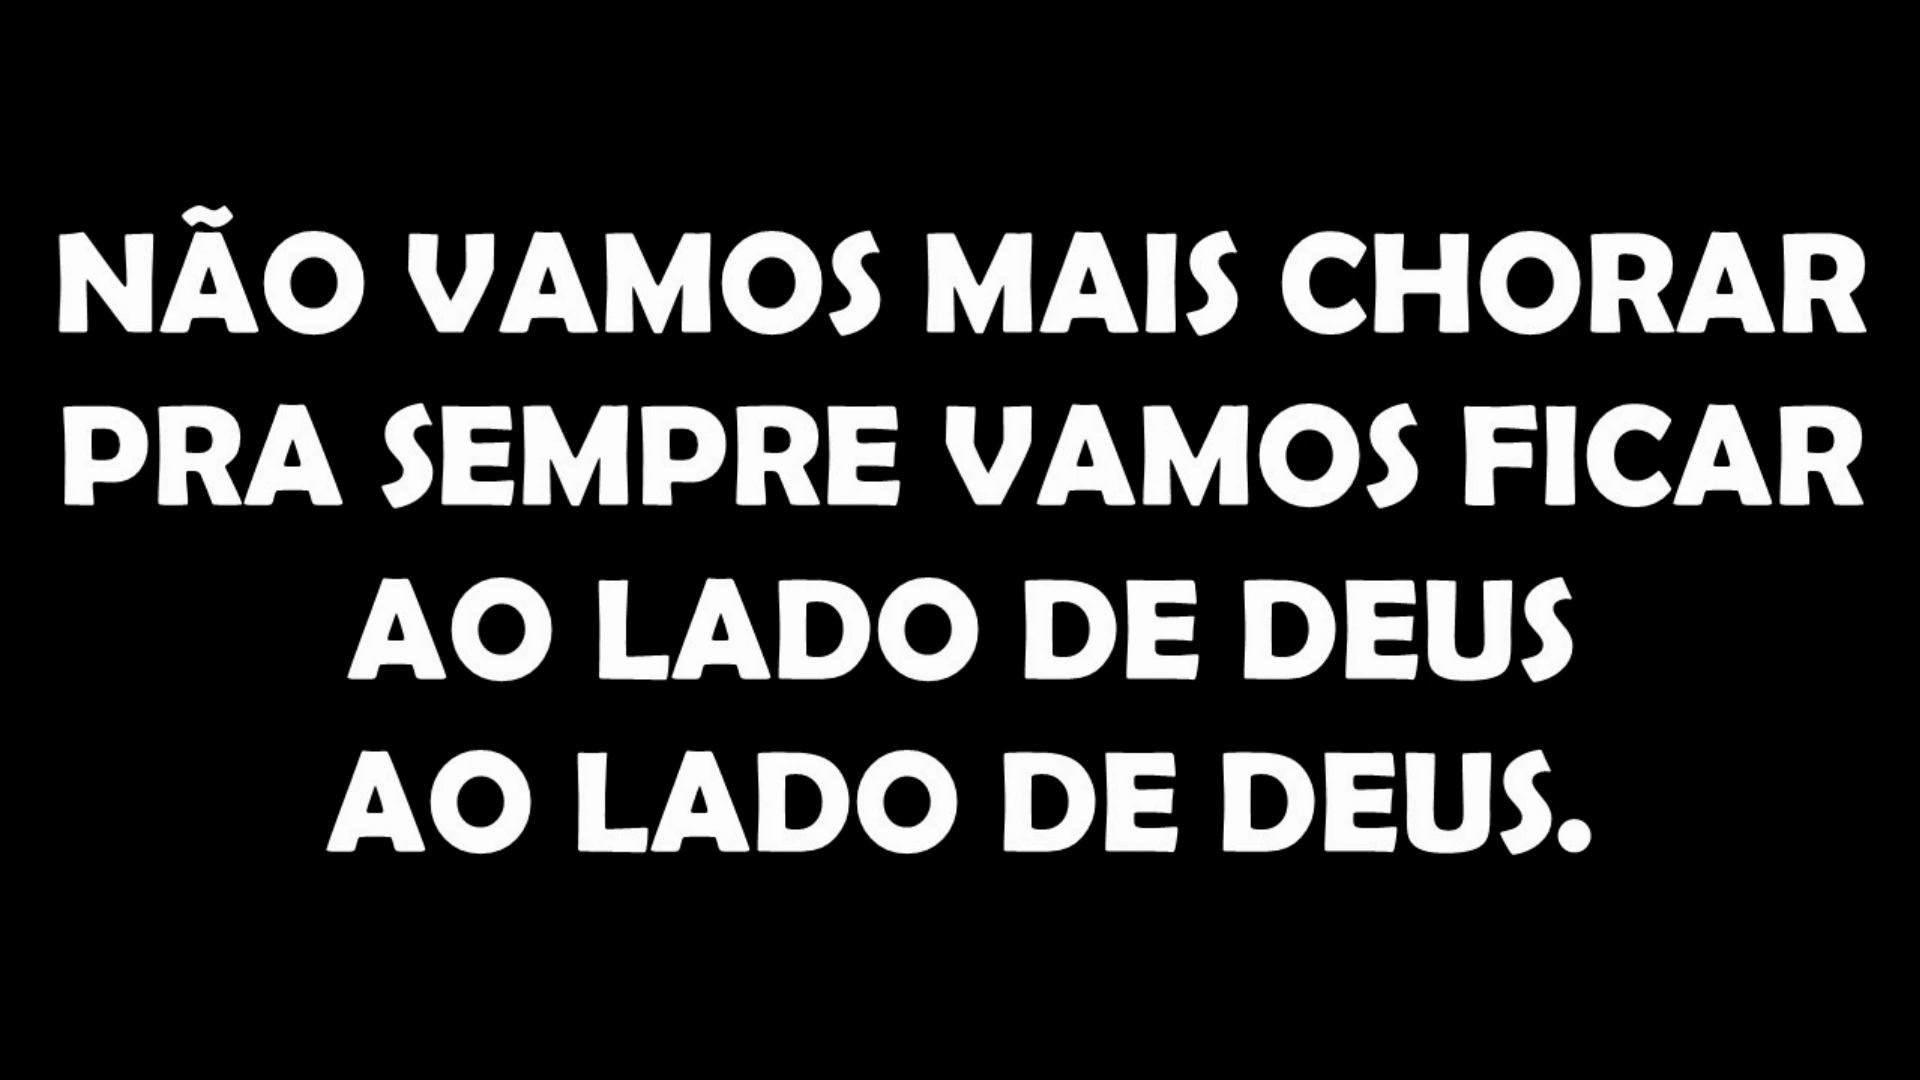 NÃO VAMOS MAIS CHORAR
PRA SEMPRE VAMOS FICAR
AO LADO DE DEUS
AO LADO DE DEUS.